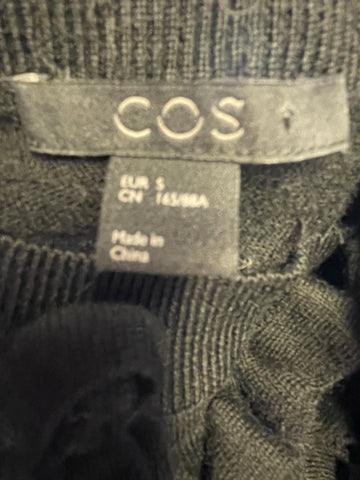 COS
EUR S
CN 165/88A
Made in
China